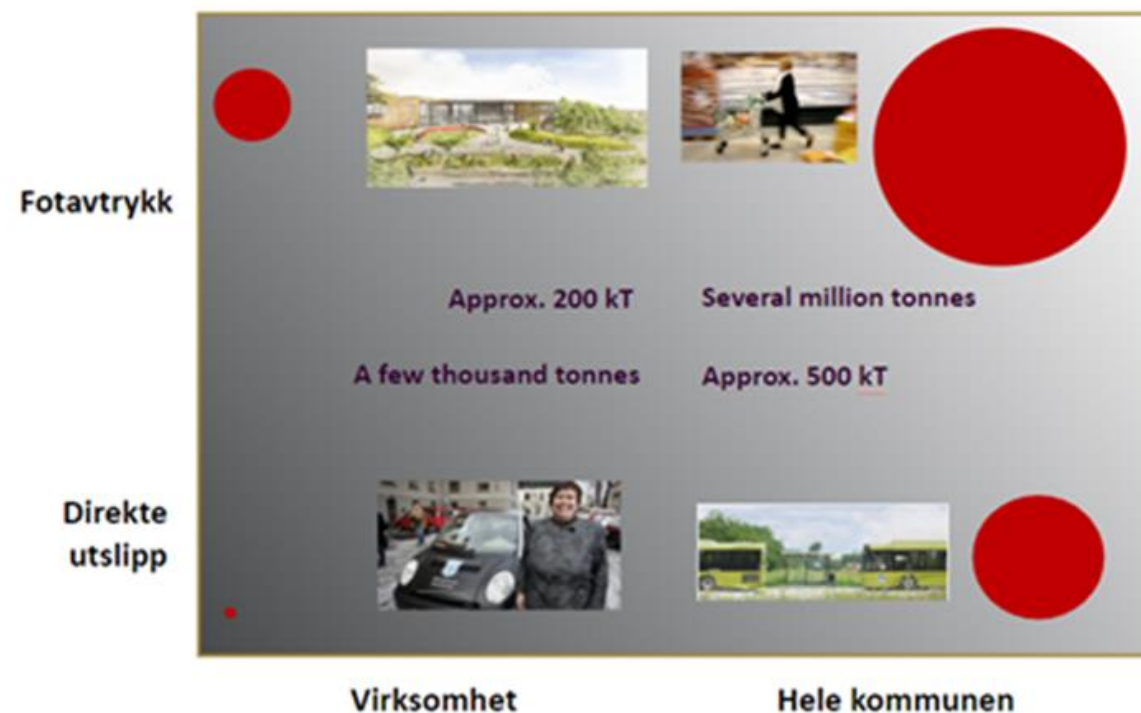 Fotavtrykk
Approx. 200 kT
Several million tonnes
A few thousand tonnes
Approx. 500 kT
Direkte
utslipp
Virksomhet
Hele kommunen